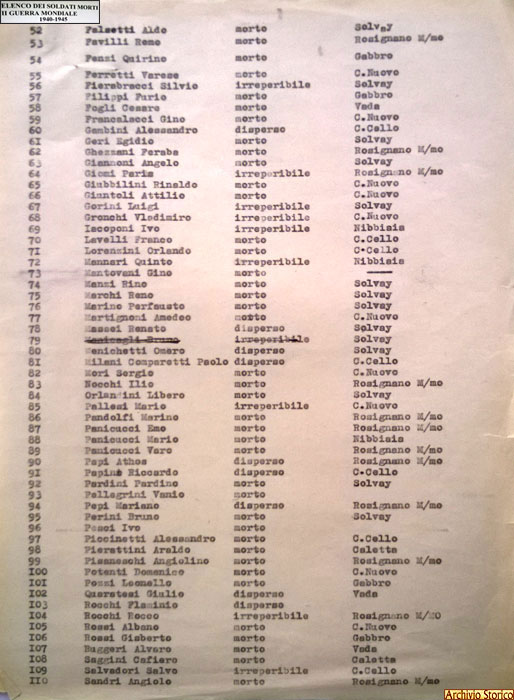 ELENCO DEI SOLDATI MORTI
II GUERRA MONDIALE
1940-1945
52 Falsetti Aldo morto Solvay
53 Favilli Remo morto Rosignano M/mo
54 Fensi Quirino morto Gabbro
55 Ferretti Varese morto C.Nuovo
56 Fierabracci Silvio irreperibile Solvay
57 Filippi Furio morto Gabbro
58 Fogli Cesare morto Vada
59 Francalacci Gino morto C.Nuovo
60 Gambini Alessandro disperso C.Cello
61 Geri Egidio morto Solvay
62 Ghezzani Feraba morto Rosignano M/mo
63 Giannoni Angelo morto Solvay
64 Gioni Paris irreperibile Rosignano M/mo
65 Giubbilini Rinaldo morto C.Nuovo
66 Giuntoli Attilio morto C.Nuovo
67 Gorini Luigi irreperibile Solvay
68 Gronchi Vladimiro irreperibile C.Nuovo
69 Iacoponi Ivo irreperibile Nibbiaia
70 Lavelli Franco morto C.Cello
71 Lorenzini Orlando morto C.Cello
72 Manneri Quinto irreperibile Nibbiaia
73 Mantovani Gino morto
74 Manzi Rino morto Solvay
75 Marchi Remo morto Solvay
76 Marino Perfausto morto Solvay
77 Martignoni Amedeo morto C.Nuovo
78 Massei Renato disperso Solvay
79 Bruno irreperibile Solvay
80 Menichetti Omero disperso Solvay
81 Milani Comparetti Paolo disperso C.Cello
82 Mori Sergio morto C.Nuovo
83 Nocchi Ilio morto Rosignano M/mo
84 Orlandini Libero morto Solvay
85 Pallesi Mario irreperibile C.Nuovo
86 Pandolfi Marino morto Rosignano M/mo
87 Panicucci Emo morto Rosignano M/mo
88 Panicucci Mario morto Nibbiaia
89 Panicucci Varo morto Rosignano M/mo
90 Papi Athos disperso Rosignano M/mo
91 Papini Riccardo disperso C.Cello
92 Pardini Pardino morto Solvay
93 Pellegrini Vanio morto
94 Pepi Mariano disperso Rosignano M/mo
95 Perini Bruno morto Solvay
96 Pesci Ivo morto
97 Piccinetti Alessandro morto C.Cello
98 Pierattini Araldo morto Caletta
99 Pisaneschi Angiolino morto Rosignano M/mo
100 Potenti Domenico morto C.Nuovo
101 Pozzi Leonello morto Gabbro
102 Quaratesi Giulio disperso Vada
103 Rocchi Flaminio disperso
104 Rocchi Rocco irreperibile Rosignano M/MO
105 Rossi Albano morto C.Nuovo
106 Rossi Gisberto morto Gabbro
107 Ruggeri Alvaro morto Vada
108 Saggini Cafiero morto Caletta
109 Salvadori Salvo irreperibile C.Cello
110 Sandri Angiolo morto Rosignano M/mo
Archivio Storico